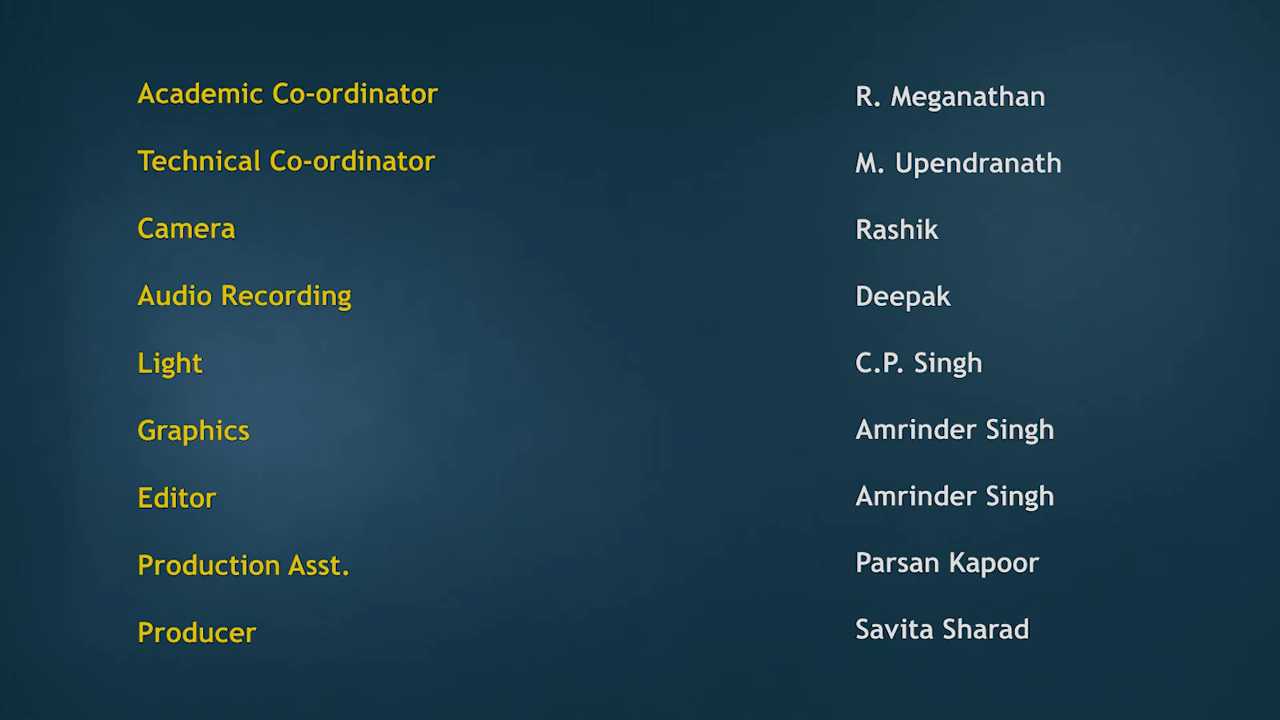 Academic Co-ordinator R. Meganathan
Technical Co-ordinator M. Upendranath
Camera Rashik
Audio Recording Deepak
Light C.P. Singh
Graphics Amrinder Singh
Editor Amrinder Singh
Production Asst. Parsan Kapoor
Producer Savita Sharad